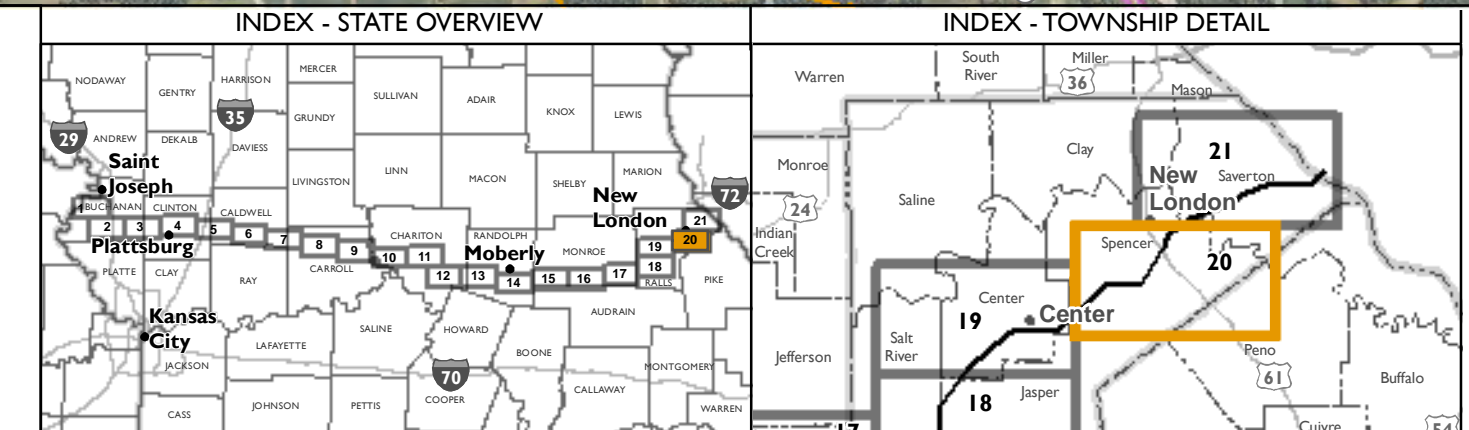 INDEX - STATE OVERVIEW
NODAWAY
GENTRY
HARRISON
MERCER
SULLIVAN
ADAIR
KNOX
LEWIS
35
GRUNDY
29
ANDREW
DEKALB
DAVIESS
Saint
Joseph
LIVINGSTON
LINN
MACON
SHELBY
MARION
New
London
72
1
BUCHANAN
CLINTON
CALDWELL
2
3
4
5
6
7
8
9
10
11
12
13
14
15
16
17
18
19
20
21
Plattsburg
CHARITON
RANDOLPH
Moberly
MONROE
RALLS
PIKE
PLATTE
CLAY
RAY
CARROLL
AUDRAIN
Kansas
City
SALINE
HOWARD
BOONE
LAFAYETTE
JACKSON
70
COOPER
CALLAWAY
MONTGOMERY
CASS
JOHNSON
PETTIS
WARREN
INDEX - TOWNSHIP DETAIL
Warren
South
River
Miller
36
Mason
Monroe
Clay
21
New
London
Saverton
Saline
24
Indian
Creek
Spencer
20
Center
Center
19
Salt
River
Jefferson
Peno
61
Buffalo
18
Jasper
17
Cuivre
54